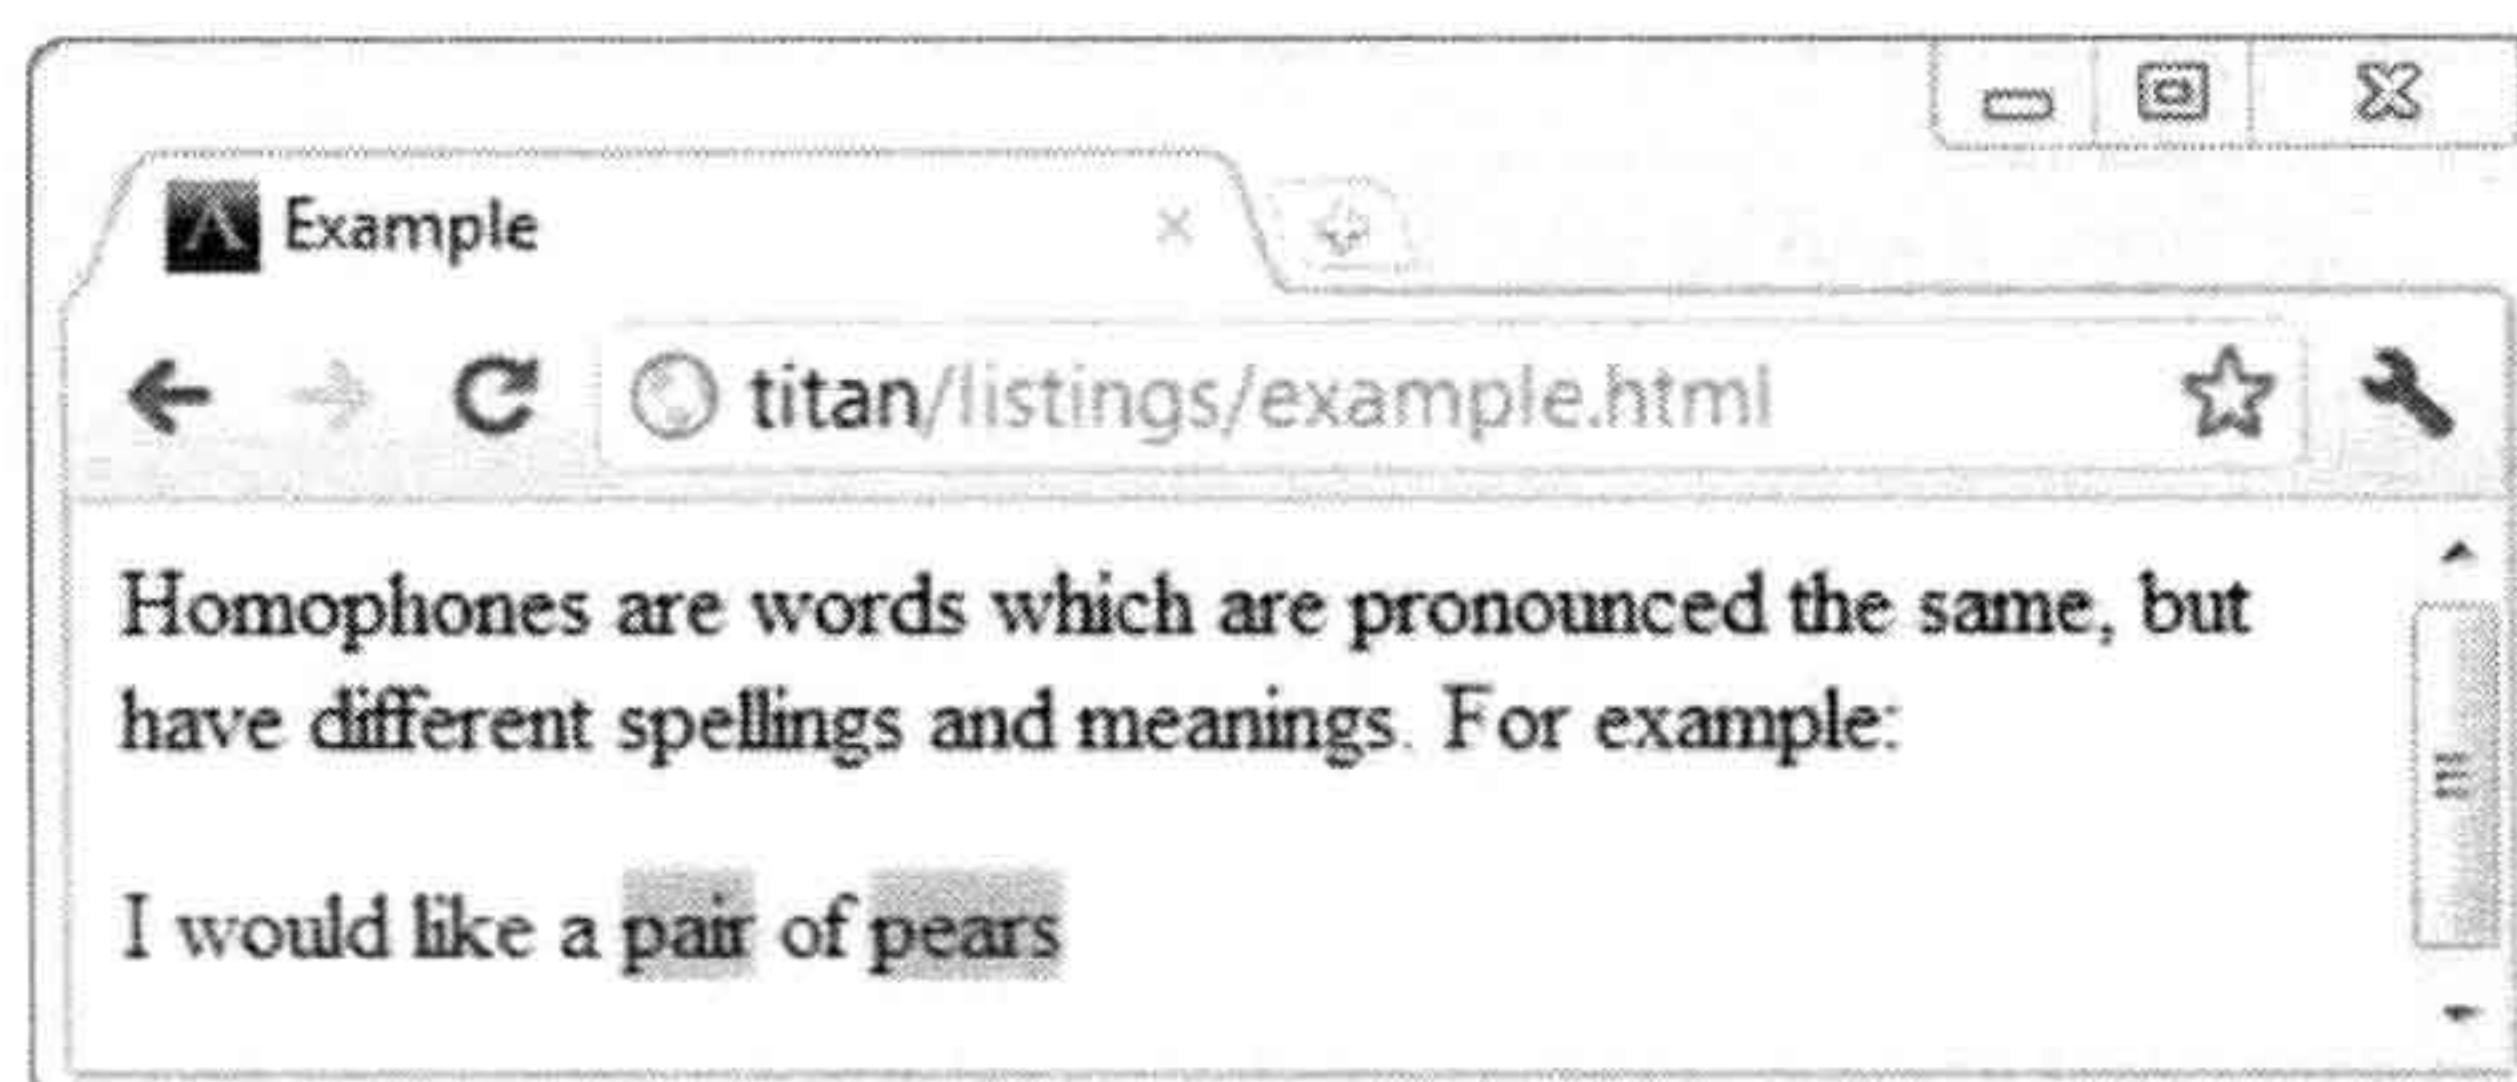 Example
titan/listings/example.html
Homophones are words which are pronounced the same, but
have different spellings and meanings. For example:
I would like a pair of pears